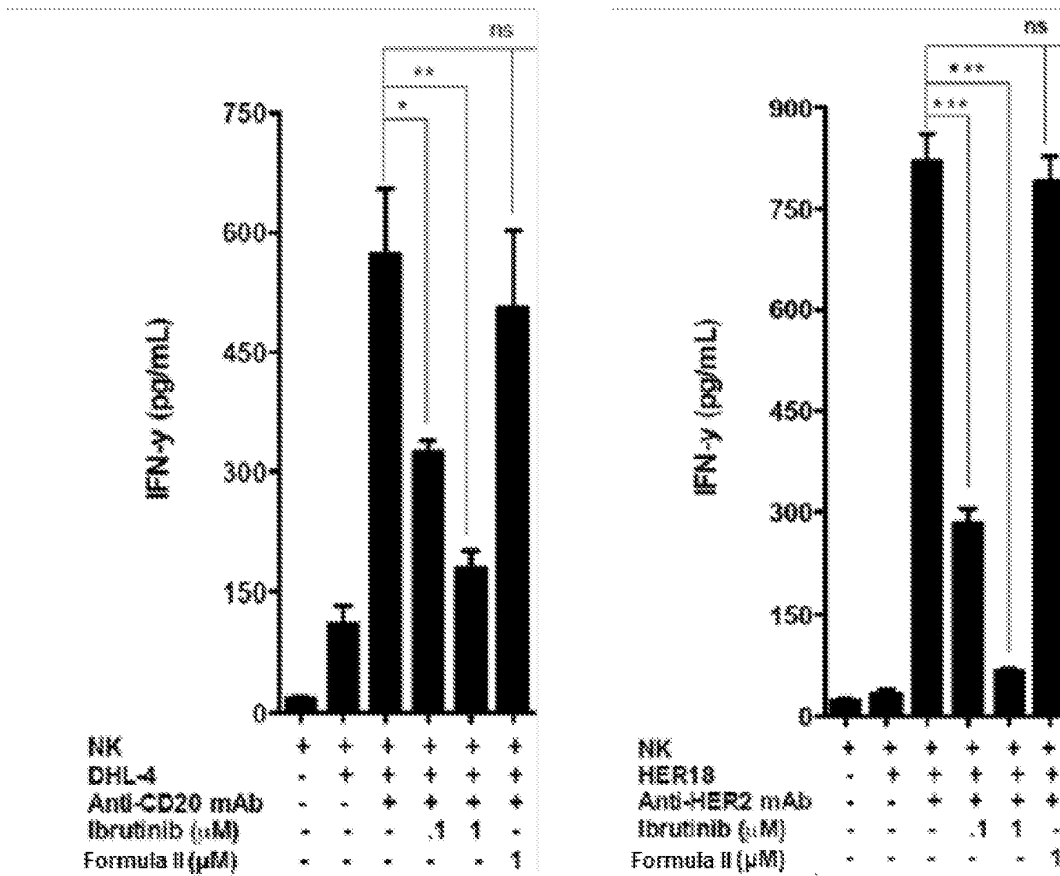 ns
**
*
750
600
450
300
150
0
IFN-y (pg/mL)
NK + + + + + +
DHL-4 - + + + + +
Anti-CD20 mAb - - + + + +
Ibrutinib (µM) - - - .1 1 -
Formula II (µM) - - - - - 1
ns
***
***
900
750
600
450
300
150
0
IFN-y (pg/mL)
NK + + + + + +
HER18 - + + + + +
Anti-HER2 mAb - - + + + +
Ibrutinib (µM) - - - .1 1 -
Formula II (µM) - - - - - 1